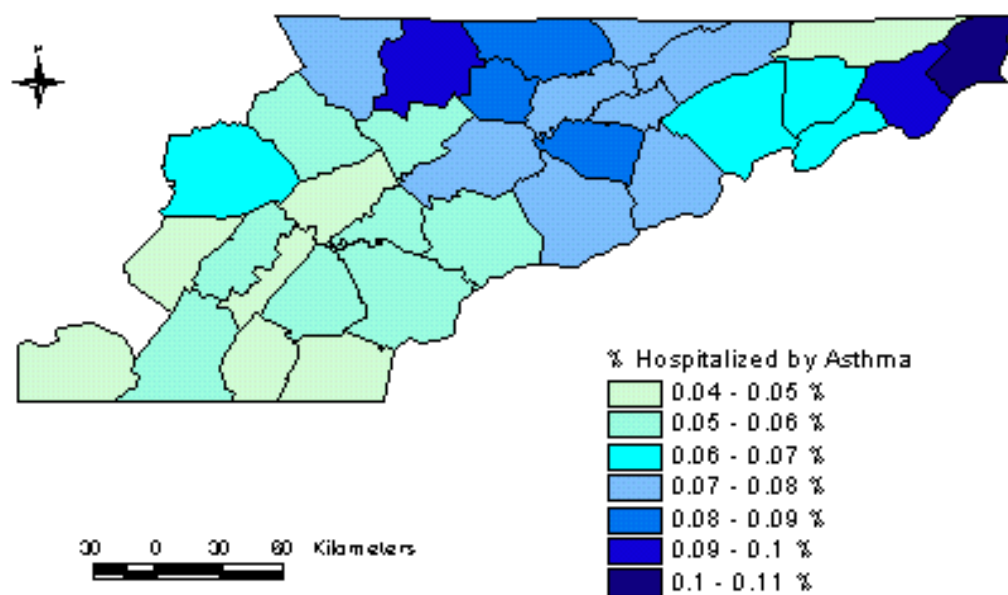 % Hospitalized by Asthma
0.04 - 0.05 %
0.05 - 0.06 %
0.06 - 0.07 %
0.07 - 0.08 %
0.08 - 0.09 %
0.09 - 0.1 %
0.1 - 0.11 %
30 0 30 60 Kilometers